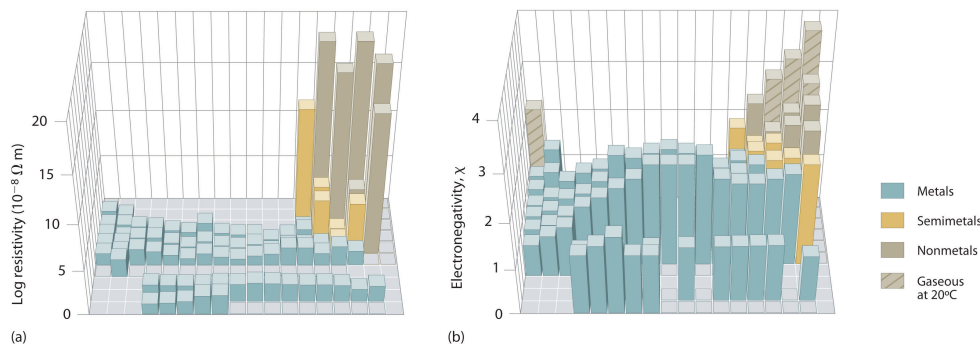 20
15
10
5
0
Log resistivity (10⁻⁸ Ω m)
(a)
4
3
2
1
0
Electronegativity, χ
(b)
Metals
Semimetals
Nonmetals
Gaseous
at 20ºC